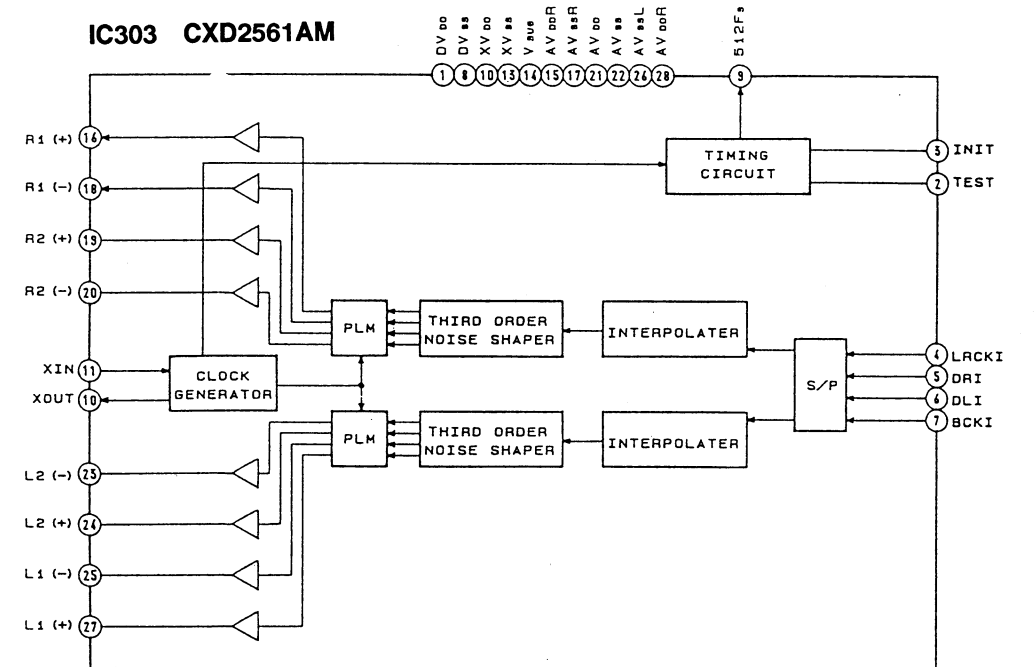 IC303 CXD2561AM
DVDD
DVSS
XVDD
XVSS
VSUB
AVDDR
AVSSR
AVDD
AVSS
AVSSL
AVDDR
512Fs
1 8 10 13 14 15 17 21 22 26 28 9
R1 (+) 16
TIMING
CIRCUIT
3 INIT
R1 (-) 18
2 TEST
R2 (+) 19
R2 (-) 20
PLM
THIRD ORDER
NOISE SHAPER
INTERPOLATER
XIN 11
XOUT 10
CLOCK
GENERATOR
S/P
4 LRCKI
5 DRI
6 DLI
7 BCKI
PLM
THIRD ORDER
NOISE SHAPER
INTERPOLATER
L2 (-) 23
L2 (+) 24
L1 (-) 25
L1 (+) 27